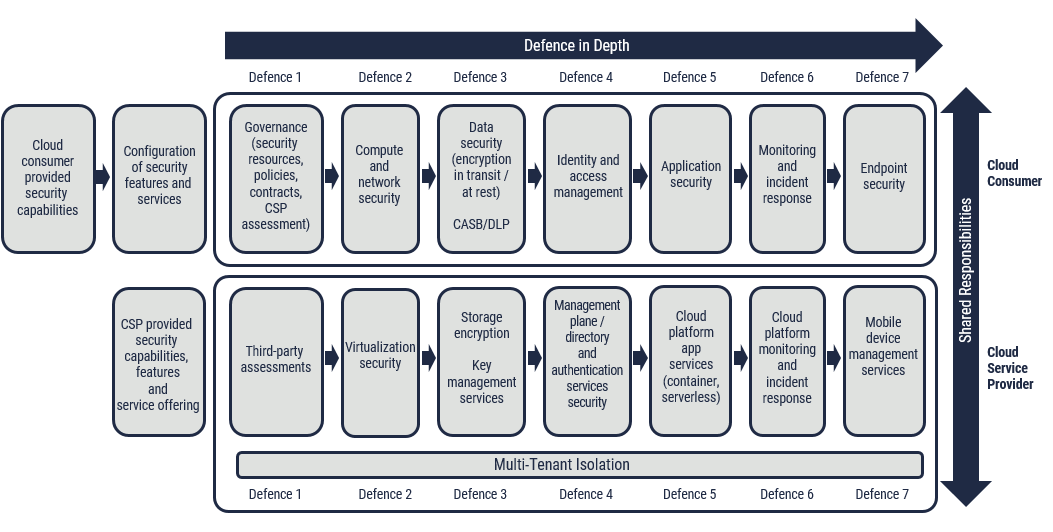 Defence in Depth
Defence 1
Defence 2
Defence 3
Defence 4
Defence 5
Defence 6
Defence 7
Cloud
consumer
provided
security
capabilities
Configuration
of security
features and
services
Governance
(security
resources,
policies,
contracts,
CSP
assessment)
Compute
and
network
security
Data
security
(encryption
in transit /
at rest)
CASB/DLP
Identity and
access
management
Application
security
Monitoring
and
incident
response
Endpoint
security
Cloud
Consumer
Shared Responsibilities
CSP provided
security
capabilities,
features
and
service offering
Third-party
assessments
Virtualization
security
Storage
encryption
Key
management
services
Management
plane /
directory
and
authentication
services
security
Cloud
platform
app
services
(container,
serverless)
Cloud
platform
monitoring
and
incident
response
Mobile
device
management
services
Cloud
Service
Provider
Multi-Tenant Isolation
Defence 1
Defence 2
Defence 3
Defence 4
Defence 5
Defence 6
Defence 7